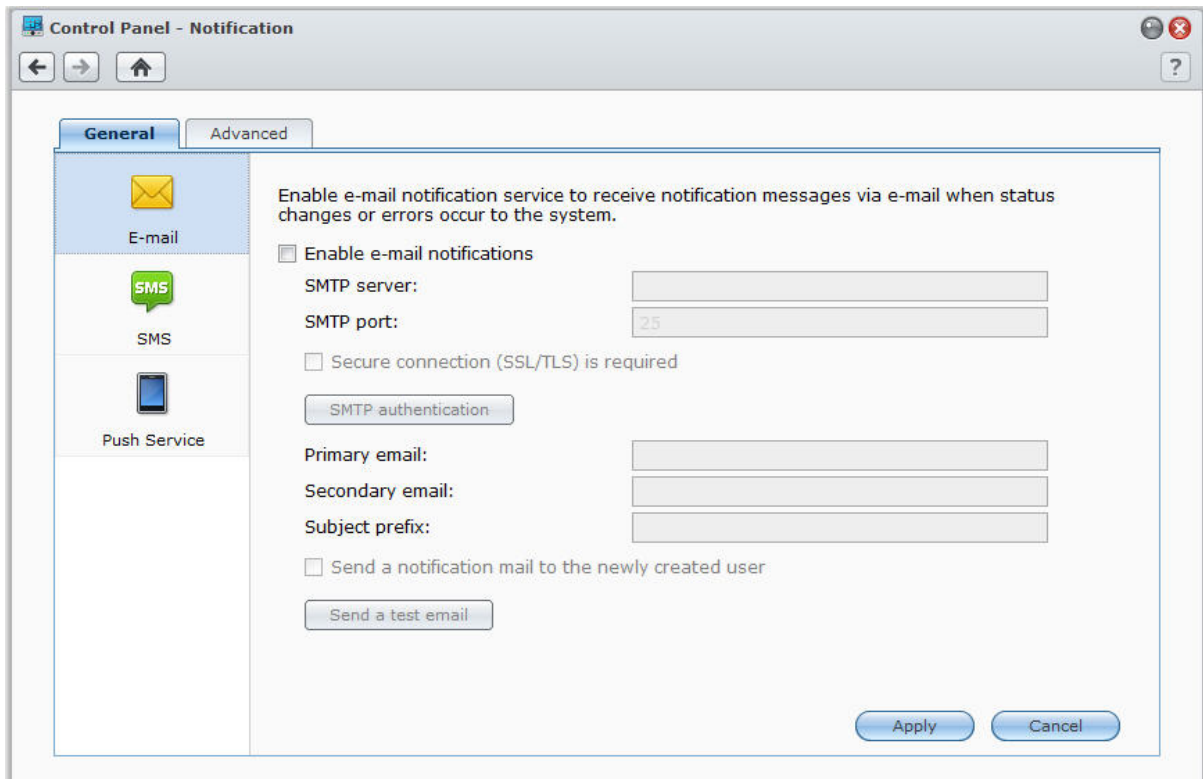 Control Panel - Notification
?
General
Advanced
E-mail
SMS
SMS
Push Service
Enable e-mail notification service to receive notification messages via e-mail when status
changes or errors occur to the system.
Enable e-mail notifications
SMTP server:
SMTP port:
25
Secure connection (SSL/TLS) is required
SMTP authentication
Primary email:
Secondary email:
Subject prefix:
Send a notification mail to the newly created user
Send a test email
Apply
Cancel